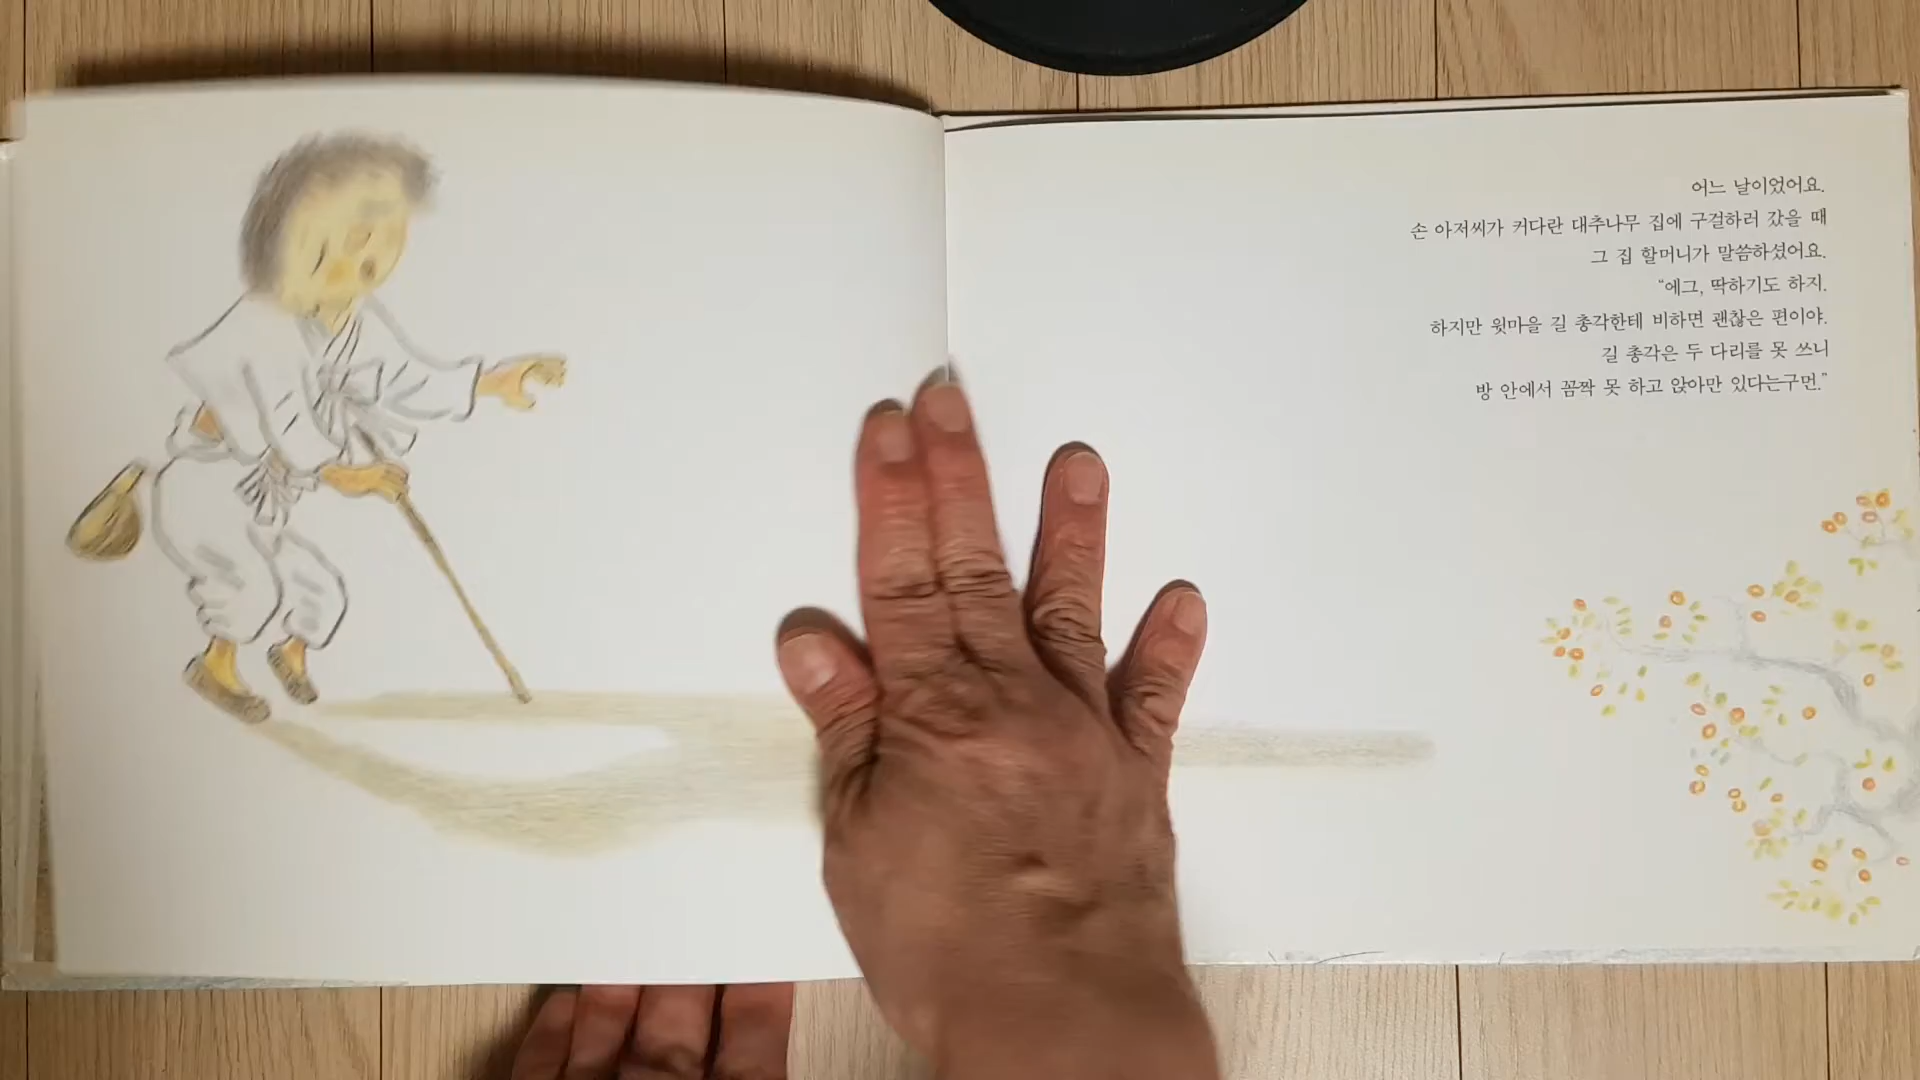 어느 날이었어요.
손 아저씨가 커다란 대추나무 집에 구걸하러 갔을 때
그 집 할머니가 말씀하셨어요.
“에그, 딱하기도 하지.
하지만 윗마을 길 총각한테 비하면 괜찮은 편이야.
길 총각은 두 다리를 못 쓰니
방 안에서 꼼짝 못 하고 앉아만 있다는구먼.”